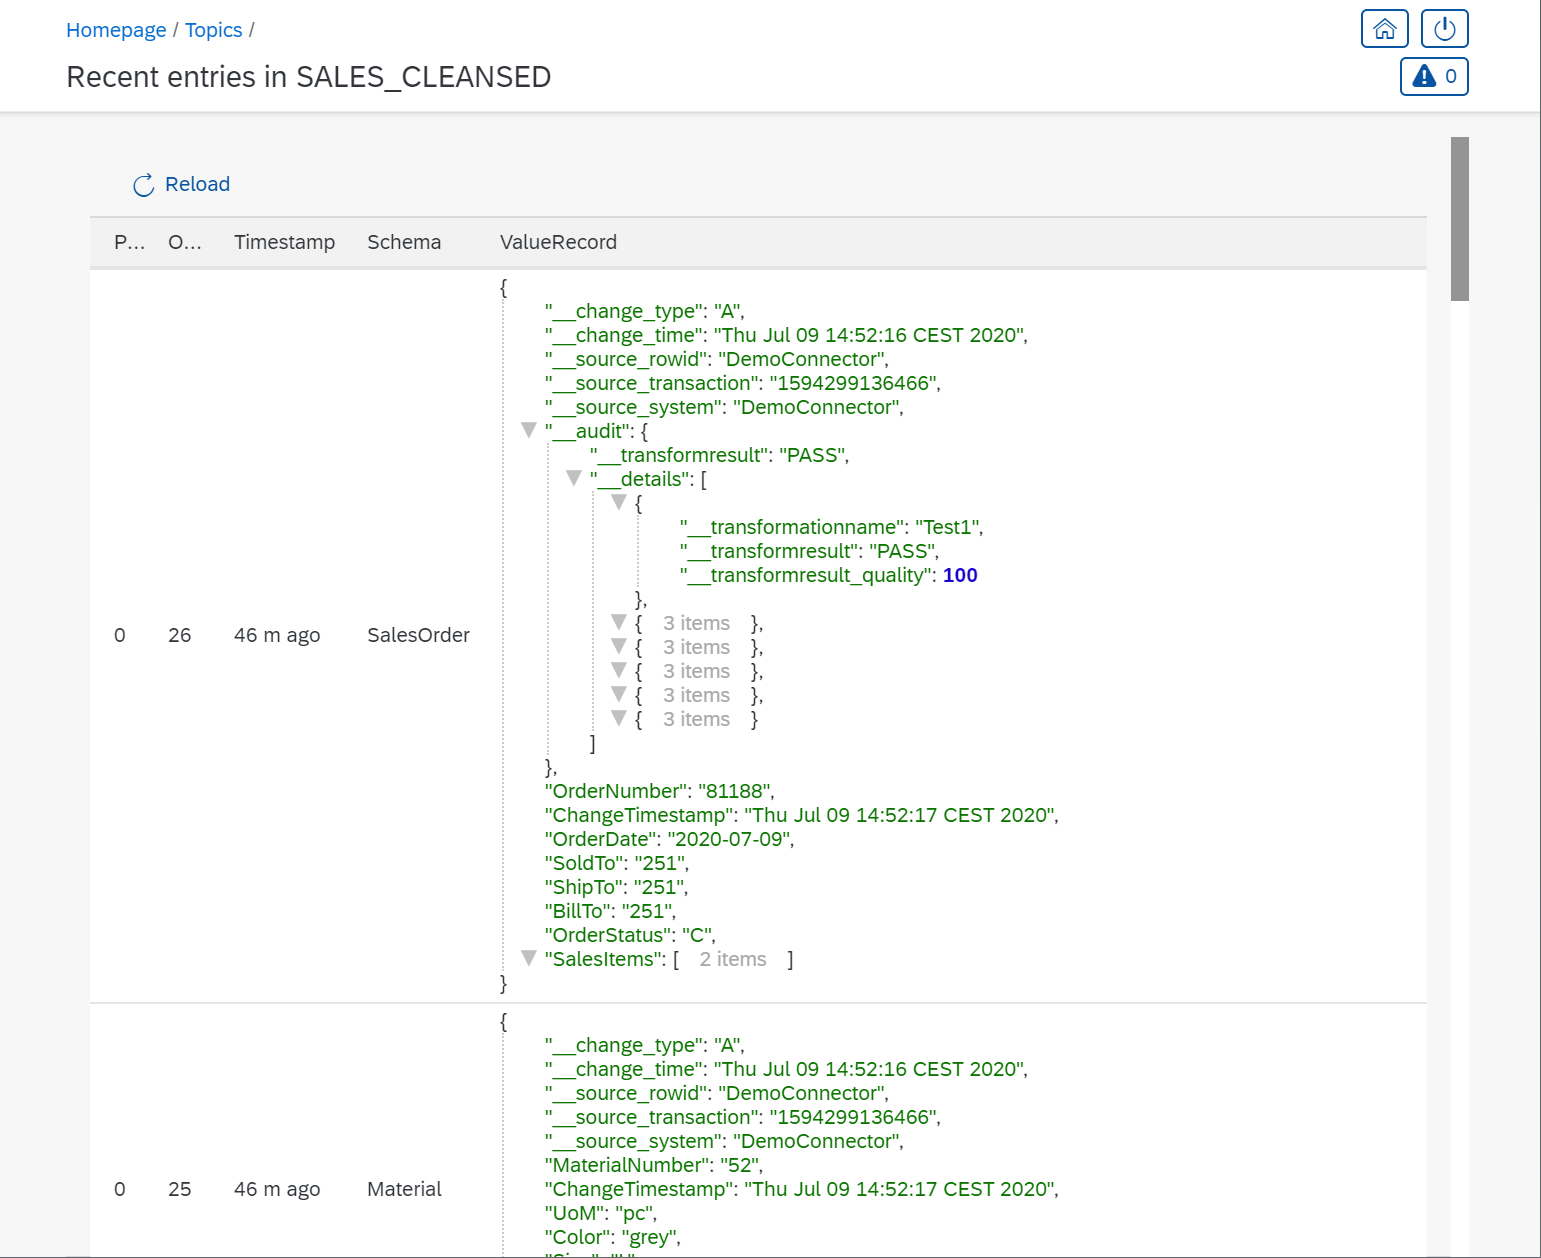 Homepage / Topics /
Recent entries in SALES_CLEANSED
0
Reload
P... O... Timestamp Schema ValueRecord
{
"__change_type": "A",
"__change_time": "Thu Jul 09 14:52:16 CEST 2020",
"__source_rowid": "DemoConnector",
"__source_transaction": "1594299136466",
"__source_system": "DemoConnector",
"__audit": {
"__transformresult": "PASS",
"__details": [
{
"__transformationname": "Test1",
"__transformresult": "PASS",
"__transformresult_quality": 100
},
{ 3 items },
0 26 46 m ago SalesOrder
{ 3 items },
{ 3 items },
{ 3 items },
{ 3 items }
]
},
"OrderNumber": "81188",
"ChangeTimestamp": "Thu Jul 09 14:52:17 CEST 2020",
"OrderDate": "2020-07-09",
"SoldTo": "251",
"ShipTo": "251",
"BillTo": "251",
"OrderStatus": "C",
"SalesItems": [ 2 items ]
}
{
"__change_type": "A",
"__change_time": "Thu Jul 09 14:52:16 CEST 2020",
"__source_rowid": "DemoConnector",
"__source_transaction": "1594299136466",
"__source_system": "DemoConnector",
"MaterialNumber": "52",
0 25 46 m ago Material
"ChangeTimestamp": "Thu Jul 09 14:52:17 CEST 2020",
"UoM": "pc",
"Color": "grey",